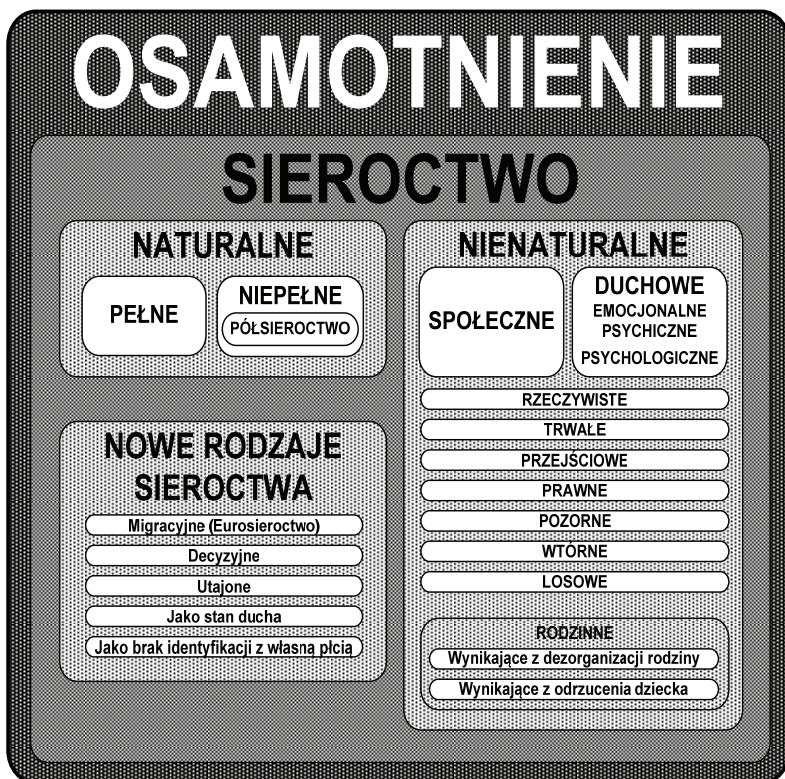 OSAMOTNIENIE
SIEROCTWO
NATURALNE
PEŁNE
NIEPEŁNE
PÓŁSIEROCTWO
NOWE RODZAJE
SIEROCTWA
Migracyjne (Eurosieroctwo)
Decyzyjne
Utajone
Jako stan ducha
Jako brak identyfikacji z własną płcią
NIENATURALNE
SPOŁECZNE
DUCHOWE
EMOCJONALNE
PSYCHICZNE
PSYCHOLOGICZNE
RZECZYWISTE
TRWAŁE
PRZEJŚCIOWE
PRAWNE
POZORNE
WTÓRNE
LOSOWE
RODZINNE
Wynikające z dezorganizacji rodziny
Wynikające z odrzucenia dziecka